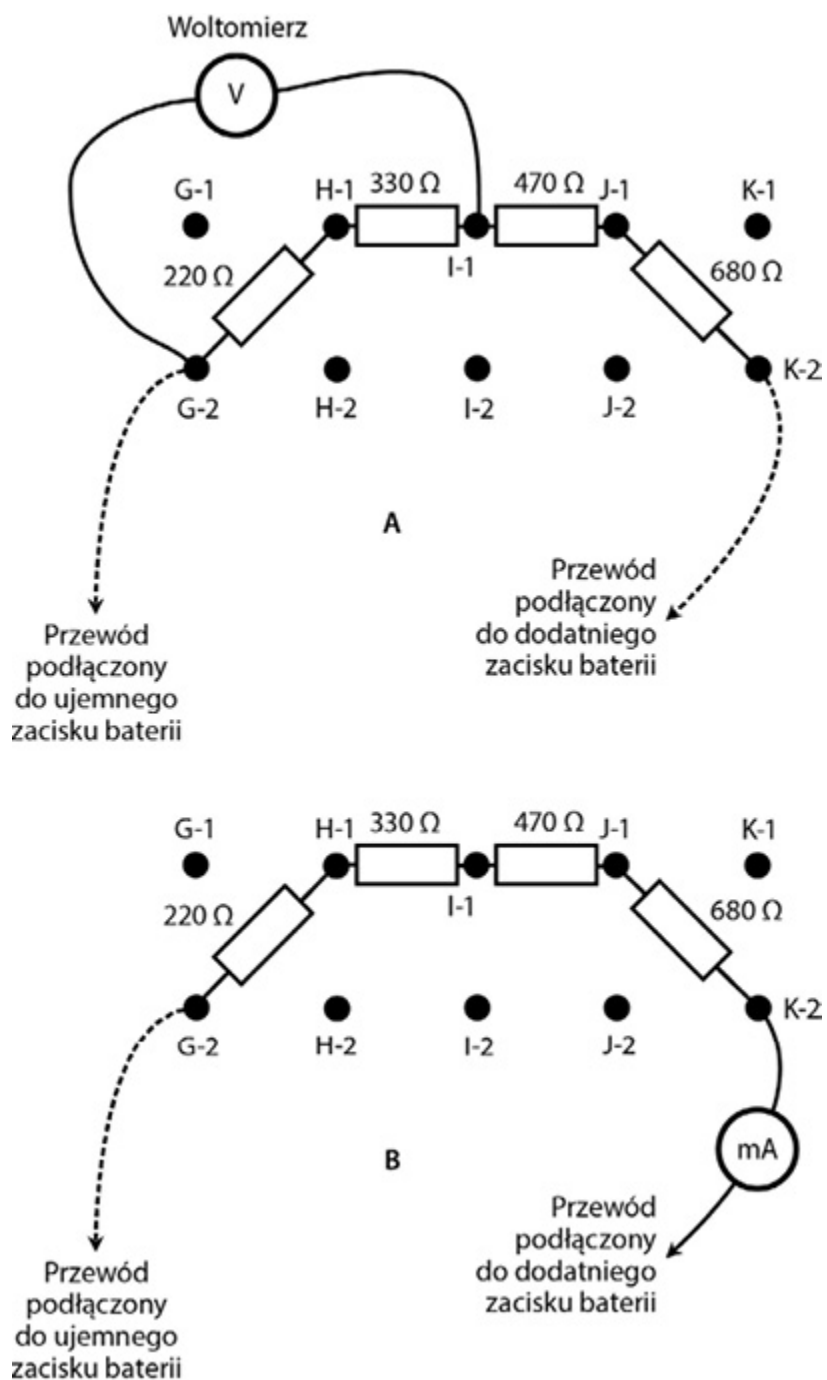 Woltomierz
V
G-1 H-1 330 Ω 470 Ω J-1 K-1
220 Ω I-1 680 Ω
K-2
G-2 H-2 I-2 J-2
A
Przewód
podłączony
do ujemnego
zacisku baterii
Przewód
podłączony
do dodatniego
zacisku baterii
G-1 H-1 330 Ω 470 Ω J-1 K-1
220 Ω I-1 680 Ω
K-2
G-2 H-2 I-2 J-2
mA
B
Przewód
podłączony
do ujemnego
zacisku baterii
Przewód
podłączony
do dodatniego
zacisku baterii